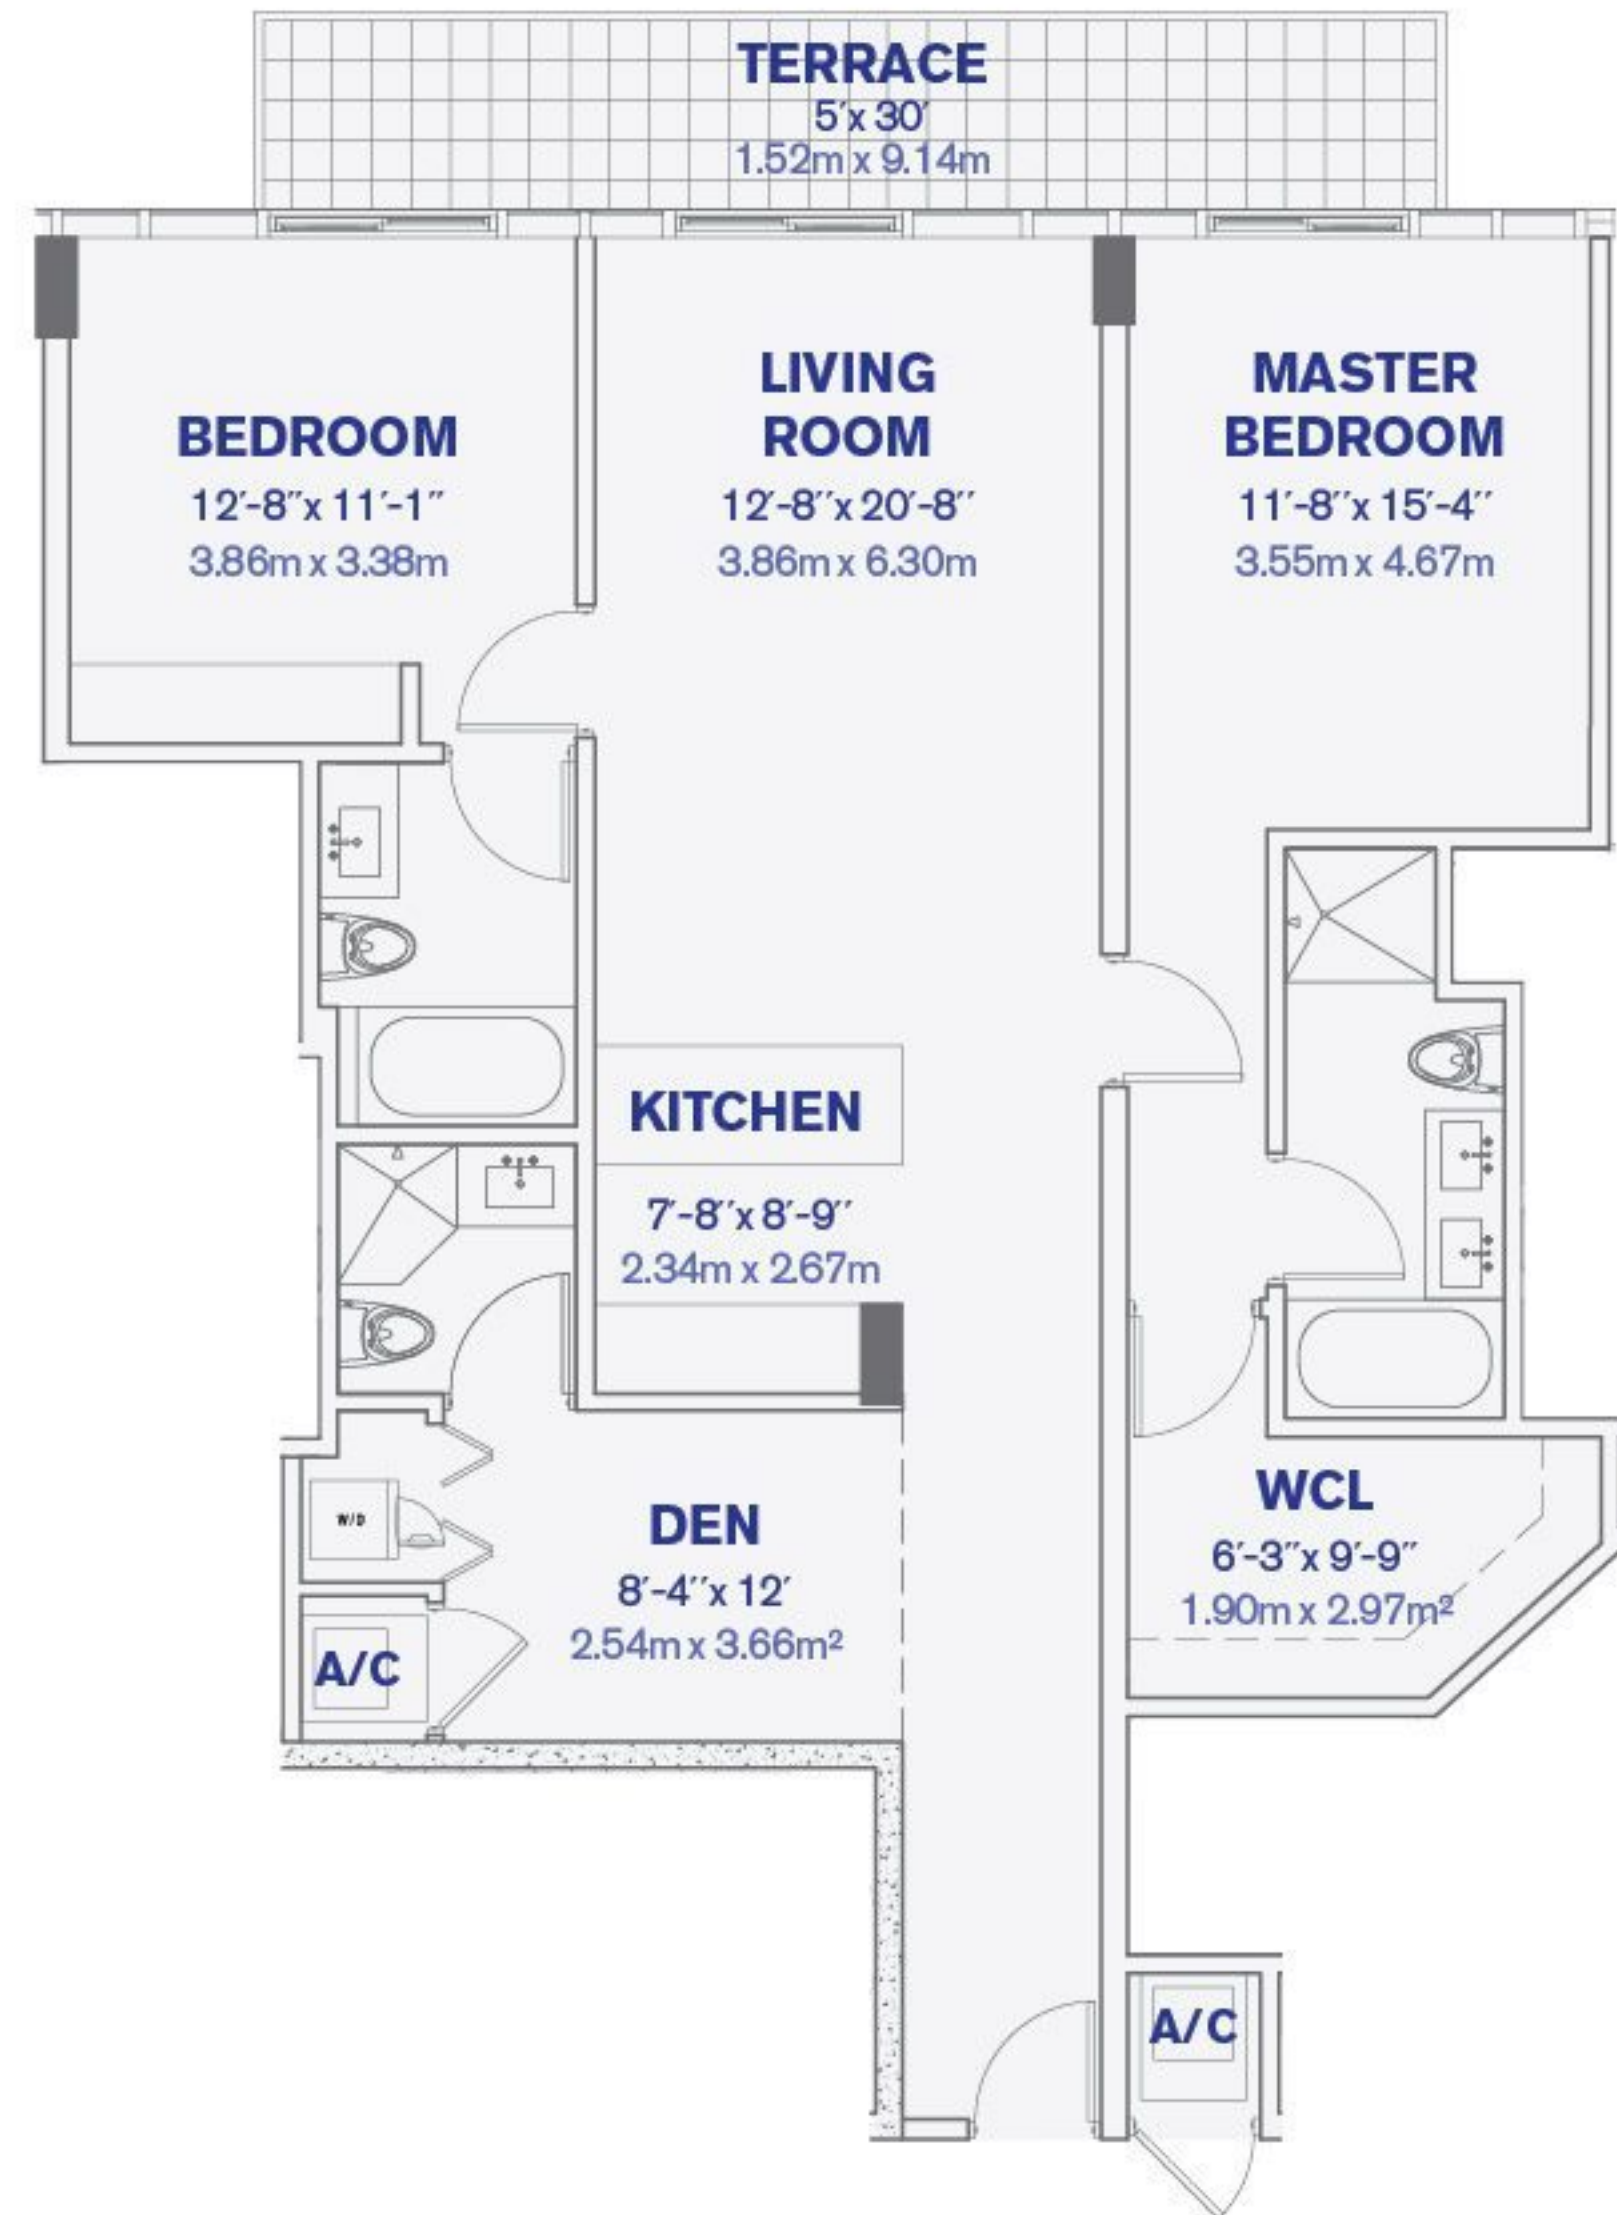 TERRACE
5′x 30′
1.52m x 9.14m
BEDROOM
12′-8″x 11′-1″
3.86m x 3.38m
LIVING
ROOM
12′-8″x 20′-8″
3.86m x 6.30m
MASTER
BEDROOM
11′-8″x 15′-4″
3.55m x 4.67m
KITCHEN
7′-8″x 8′-9″
2.34m x 2.67m
W/D
DEN
8′-4″x 12′
2.54m x 3.66m²
WCL
6′-3″x 9′-9″
1.90m x 2.97m²
A/C
A/C